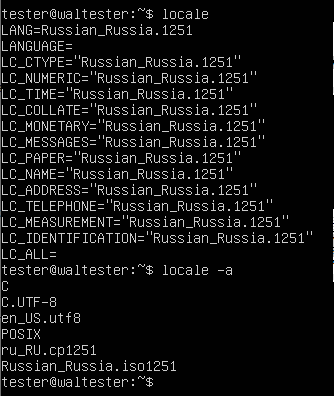 tester@waltester:~$ locale
LANG=Russian_Russia.1251
LANGUAGE=
LC_CTYPE="Russian_Russia.1251"
LC_NUMERIC="Russian_Russia.1251"
LC_TIME="Russian_Russia.1251"
LC_COLLATE="Russian_Russia.1251"
LC_MONETARY="Russian_Russia.1251"
LC_MESSAGES="Russian_Russia.1251"
LC_PAPER="Russian_Russia.1251"
LC_NAME="Russian_Russia.1251"
LC_ADDRESS="Russian_Russia.1251"
LC_TELEPHONE="Russian_Russia.1251"
LC_MEASUREMENT="Russian_Russia.1251"
LC_IDENTIFICATION="Russian_Russia.1251"
LC_ALL=
tester@waltester:~$ locale -a
C
C.UTF-8
en_US.utf8
POSIX
ru_RU.cp1251
Russian_Russia.iso1251
tester@waltester:~$